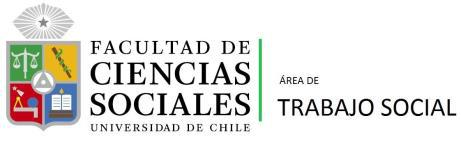 FACULTAD DE
CIENCIAS
SOCIALES
UNIVERSIDAD DE CHILE
ÁREA DE
TRABAJO SOCIAL